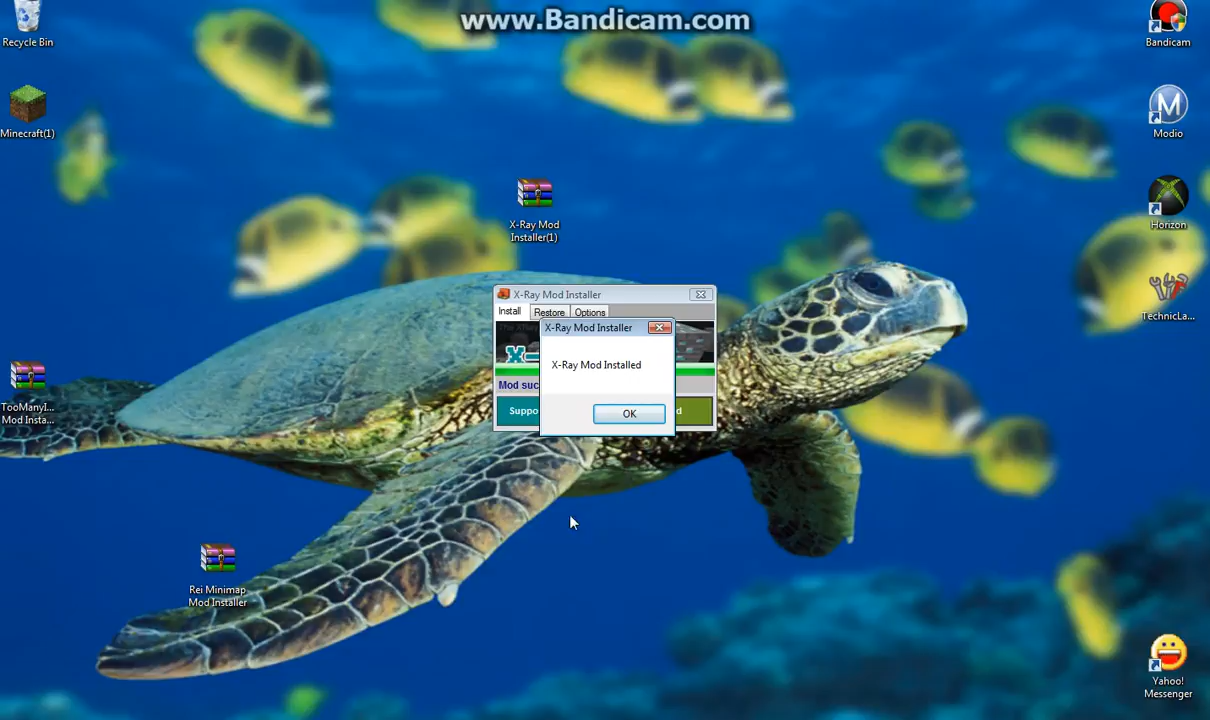 www.Bandicam.com
Recycle Bin
Bandicam
Minecraft(1)
Modio
X-Ray Mod
Installer(1)
Horizon
X-Ray Mod Installer
Install
Restore
Options
X-Ray Mod Installer
X-Ray Mod Installed
Mod suc
OK
Suppo
d
TechnicLa...
TooManyI...
Mod Insta...
Rei Minimap
Mod Installer
Yahoo!
Messenger